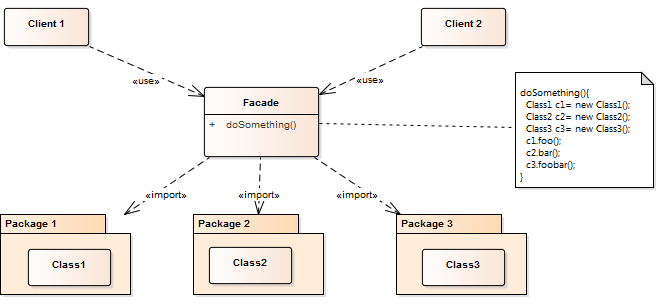 Client 1
Client 2
«use»
«use»
Facade
+ doSomething()
doSomething(){
Class1 c1= new Class1();
Class2 c2= new Class2();
Class3 c3= new Class3();
c1.foo();
c2.bar();
c3.foobar();
}
«import»
«import»
«import»
Package 1
Package 2
Package 3
Class1
Class2
Class3